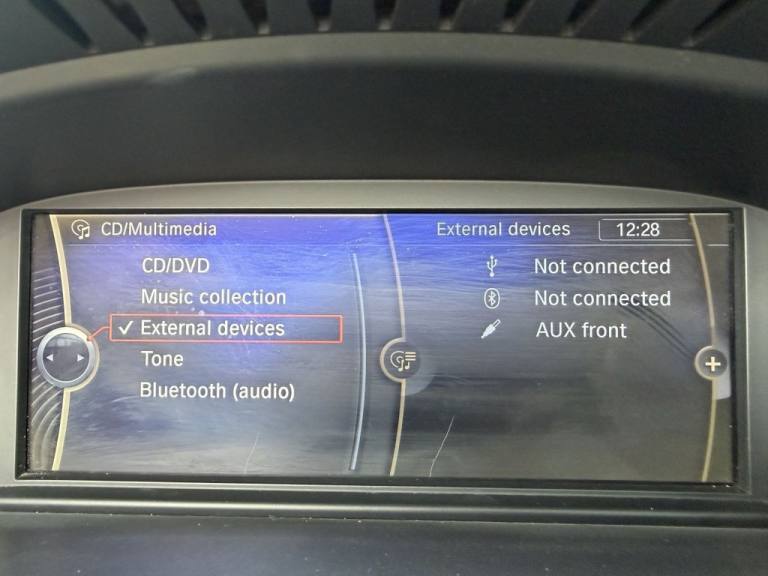 CD/Multimedia
External devices 12:28
CD/DVD
Music collection
External devices
Tone
Bluetooth (audio)
Not connected
Not connected
AUX front